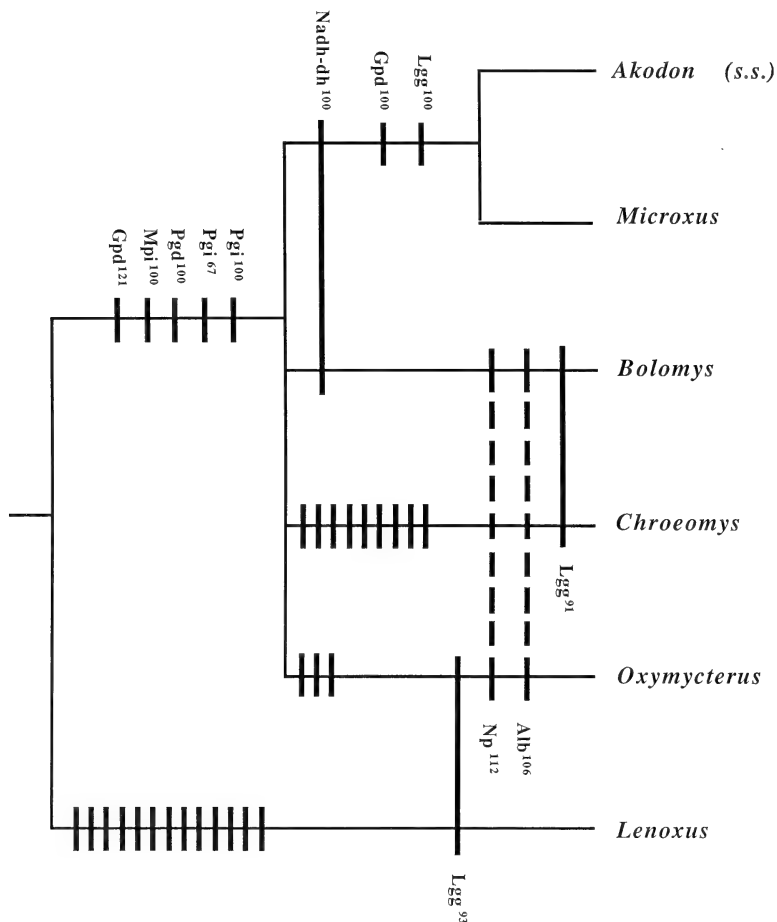 Nadh-dh¹⁰⁰
Gpd¹⁰⁰
Lgg¹⁰⁰
Akodon (s.s.)
Microxus
Gpd¹²¹
Mpi¹⁰⁰
Pgd¹⁰⁰
Pgi⁶⁷
Pgi¹⁰⁰
Bolomys
Chroeomys
Lgg⁹¹
Oxymycterus
Np¹¹²
Alb¹⁰⁶
Lenoxus
Lgg⁹³